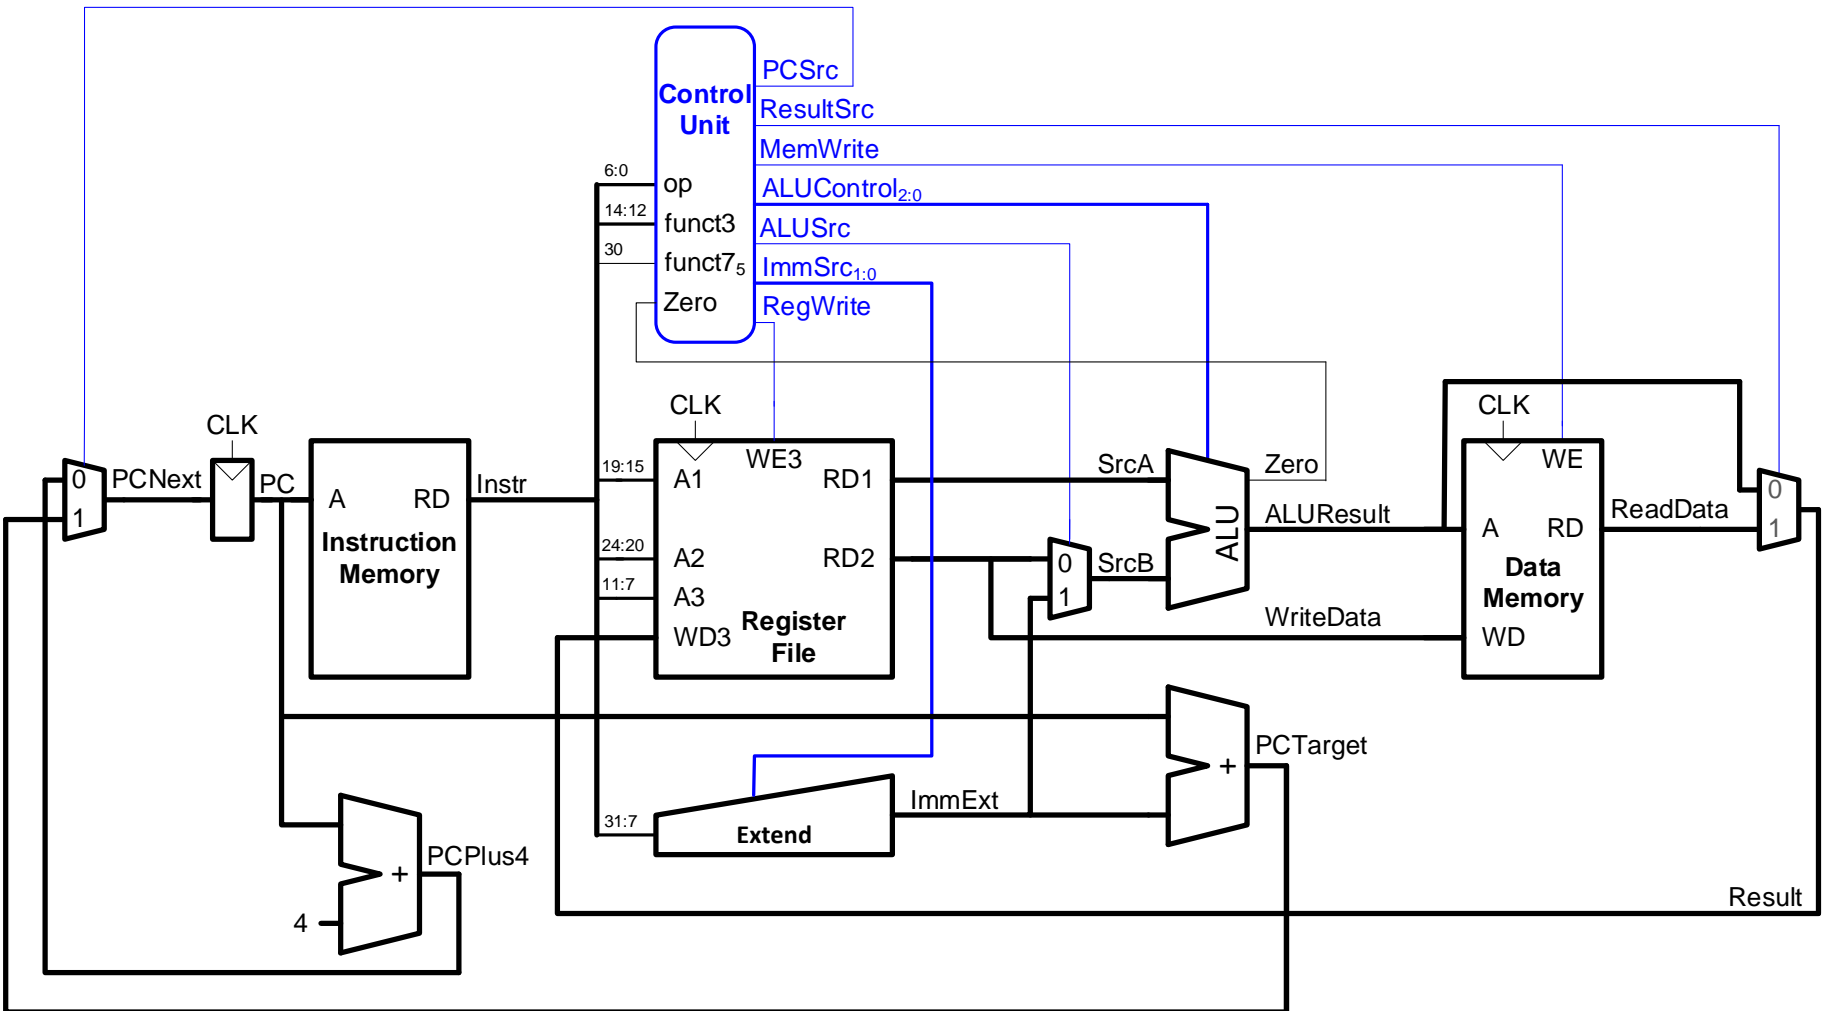 PCSrc
Control
Unit
ResultSrc
MemWrite
6:0
op
ALUControl2:0
14:12
funct3
ALUSrc
30
funct75
ImmSrc1:0
Zero
RegWrite
CLK
CLK
CLK
0
1
PCNext
PC
A
RD
Instruction
Memory
Instr
19:15
A1
WE3
RD1
24:20
A2
RD2
11:7
A3
WD3
Register
File
0
1
SrcA
SrcB
ALU
Zero
ALUResult
WriteData
WE
A
RD
Data
Memory
WD
ReadData
0
1
+
PCTarget
31:7
Extend
ImmExt
+
PCPlus4
4
Result